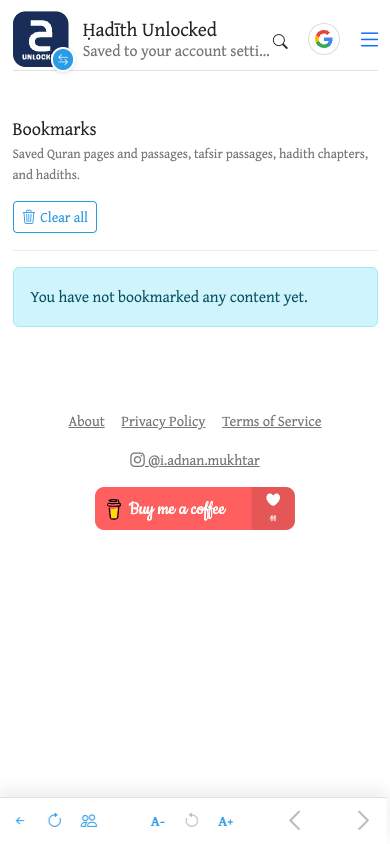 UNLOCK
Ḥadīth Unlocked
Saved to your account setti...
Bookmarks
Saved Quran pages and passages, tafsir passages, hadith chapters,
and hadiths.
Clear all
You have not bookmarked any content yet.
About Privacy Policy Terms of Service
@i.adnan.mukhtar
Buy me a coffee
A- A+